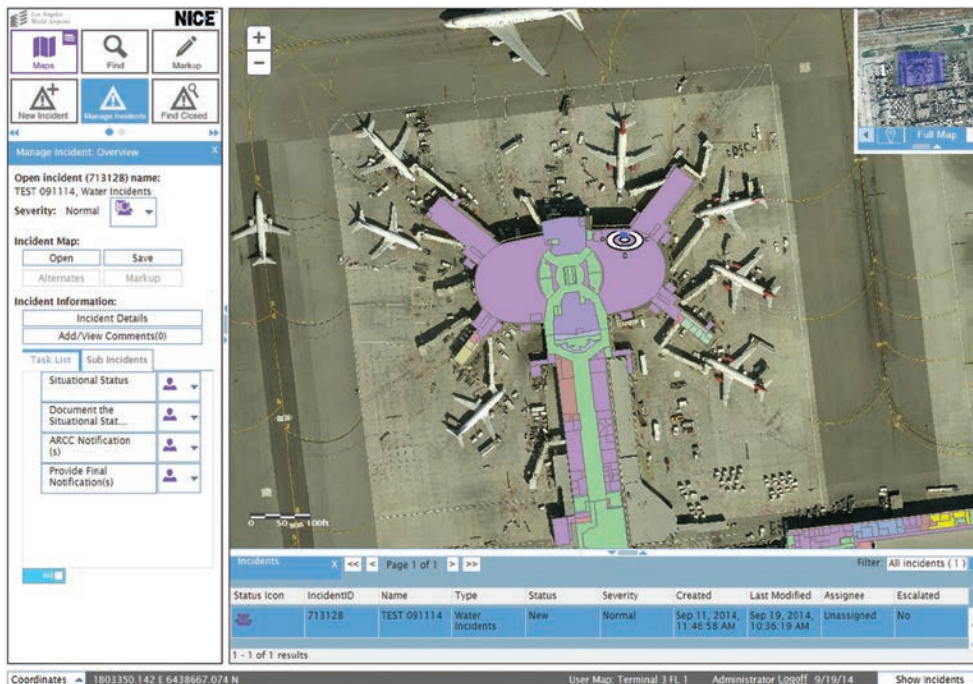 Los Angeles
World Airports
NICE
Maps
Find
Markup
New Incident
Manage Incidents
Find Closed
Manage Incident: Overview X
Open incident (713128) name:
TEST 091114, Water Incidents
Severity: Normal
Incident Map:
Open Save
Alternates Markup
Incident Information:
Incident Details
Add/View Comments(0)
Task List Sub Incidents
Situational Status
Document the
Situational Stat...
ARCC Notification
(s)
Provide Final
Notification(s)
+
−
Full Map
0 50 100ft
Incidents X << < Page 1 of 1 > >> Filter: All incidents ( 1 )
Status Icon IncidentID Name Type Status Severity Created Last Modified Assignee Escalated
713128 TEST 091114 Water Incidents New Normal Sep 11, 2014, 11:46:58 AM Sep 19, 2014, 10:36:19 AM Unassigned No
1 - 1 of 1 results
Coordinates 1803350.142 E 6438667.074 N User Map: Terminal 3 FL 1 Administrator Logoff 9/19/14 Show Incidents